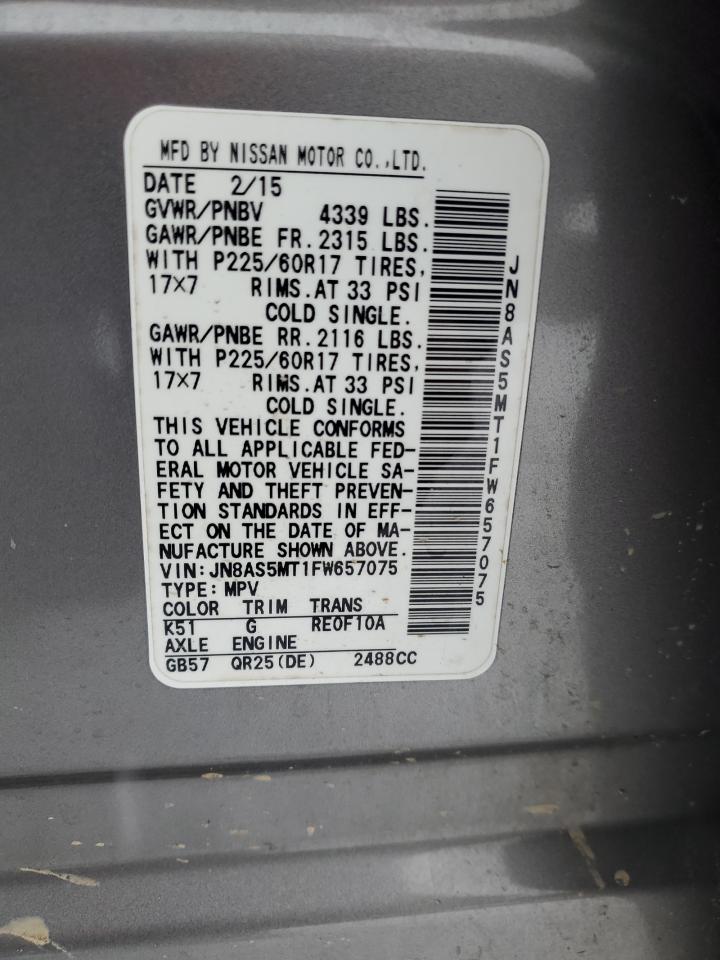 MFD BY NISSAN MOTOR CO.,LTD.
DATE 2/15
GVWR/PNBV 4339 LBS.
GAWR/PNBE FR.2315 LBS.
WITH P225/60R17 TIRES,
17×7 RIMS.AT 33 PSI
COLD SINGLE.
GAWR/PNBE RR.2116 LBS.
WITH P225/60R17 TIRES,
17×7 RIMS.AT 33 PSI
COLD SINGLE.
THIS VEHICLE CONFORMS
TO ALL APPLICABLE FED-
ERAL MOTOR VEHICLE SA-
FETY AND THEFT PREVEN-
TION STANDARDS IN EFF-
ECT ON THE DATE OF MA-
NUFACTURE SHOWN ABOVE.
VIN:JN8AS5MT1FW657075
TYPE:MPV
COLOR TRIM TRANS
K51 G RE0F10A
AXLE ENGINE
GB57 QR25(DE) 2488CC
JN8AS5MT1FW657075